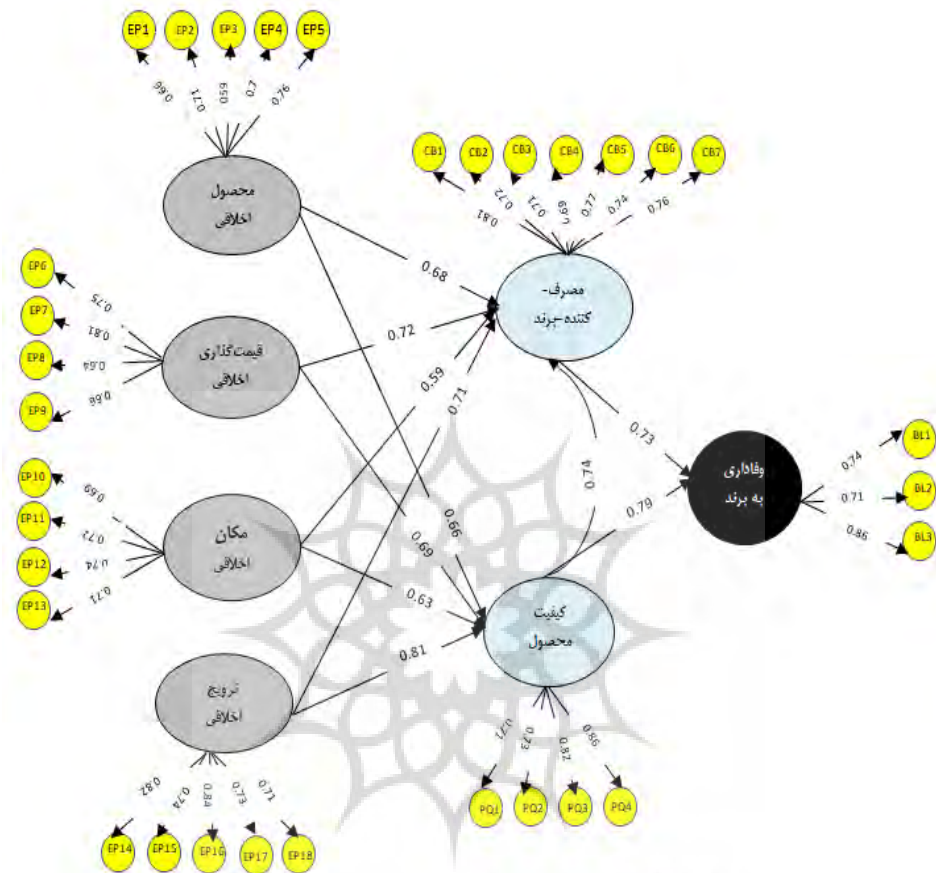 EP1 EP2 EP3 EP4 EP5
0.66 0.71 0.59 0.7 0.76
محصول
اخلاقی
CB1 CB2 CB3 CB4 CB5 CB6 CB7
0.81 0.72 0.71 0.69 0.77 0.74 0.76
مصرف-
کننده-برند
EP6
EP7
EP8
EP9
0.75
0.81
0.64
0.66
قیمت‌گذاری
اخلاقی
0.68
0.72
0.59
0.71
EP10
EP11
EP12
EP13
0.69
0.72
0.74
0.71
مکان
اخلاقی
0.66
0.69
0.63
0.81
0.74
0.73
0.79
وفاداری
به برند
0.74
0.71
0.86
BL1
BL2
BL3
کیفیت
محصول
ترویج
اخلاقی
0.71 0.73 0.82 0.86
PQ1 PQ2 PQ3 PQ4
0.82 0.74 0.84 0.73 0.71
EP14 EP15 EP16 EP17 EP18